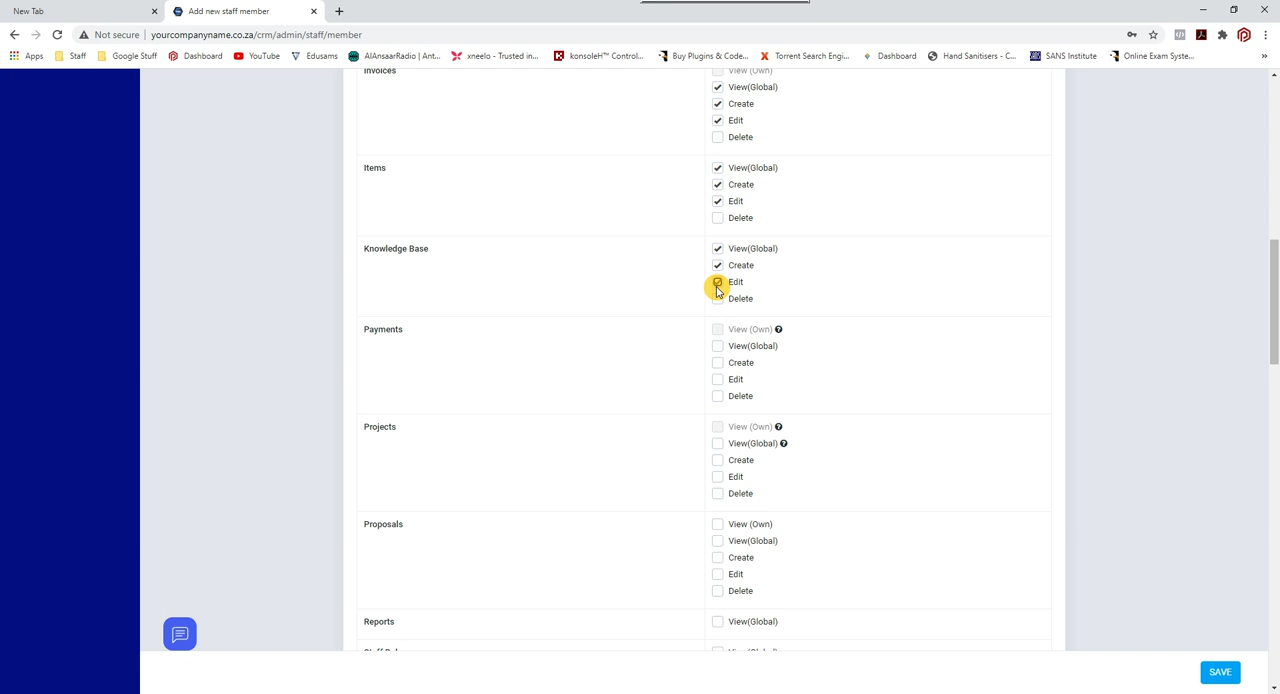 New Tab
Add new staff member
Not secure
yourcompanyname.co.za/crm/admin/staff/member
Apps
Staff
Google Stuff
Dashboard
YouTube
Edusams
AlAnsaarRadio | Ant...
xneelo - Trusted in...
konsoleH™ Control...
Buy Plugins & Code...
Torrent Search Engi...
Dashboard
Hand Sanitisers - C...
SANS Institute
Online Exam Syste...
Invoices
View (Own)
View(Global)
Create
Edit
Delete
Items
View(Global)
Create
Edit
Delete
Knowledge Base
View(Global)
Create
Edit
Delete
Payments
View (Own)
View(Global)
Create
Edit
Delete
Projects
View (Own)
View(Global)
Create
Edit
Delete
Proposals
View (Own)
View(Global)
Create
Edit
Delete
Reports
View(Global)
SAVE